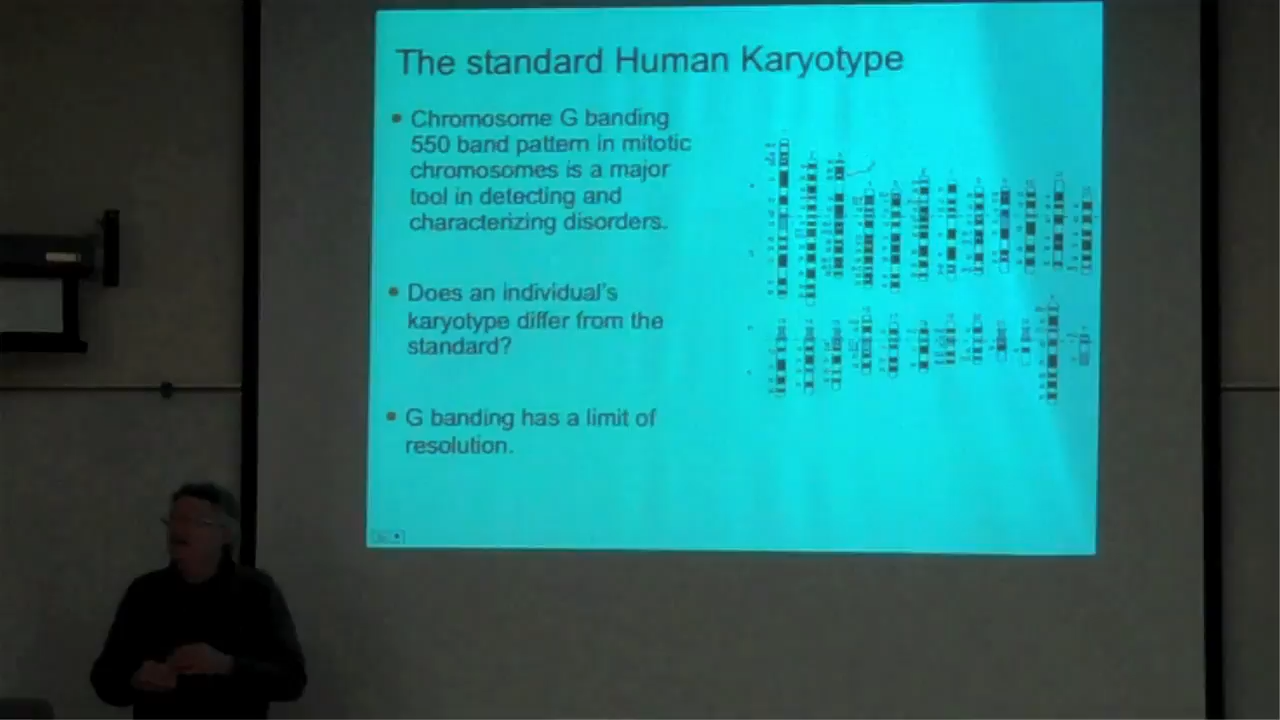 The standard Human Karyotype
• Chromosome G banding
550 band pattern in mitotic
chromosomes is a major
tool in detecting and
characterizing disorders.
• Does an individual's
karyotype differ from the
standard?
• G banding has a limit of
resolution.